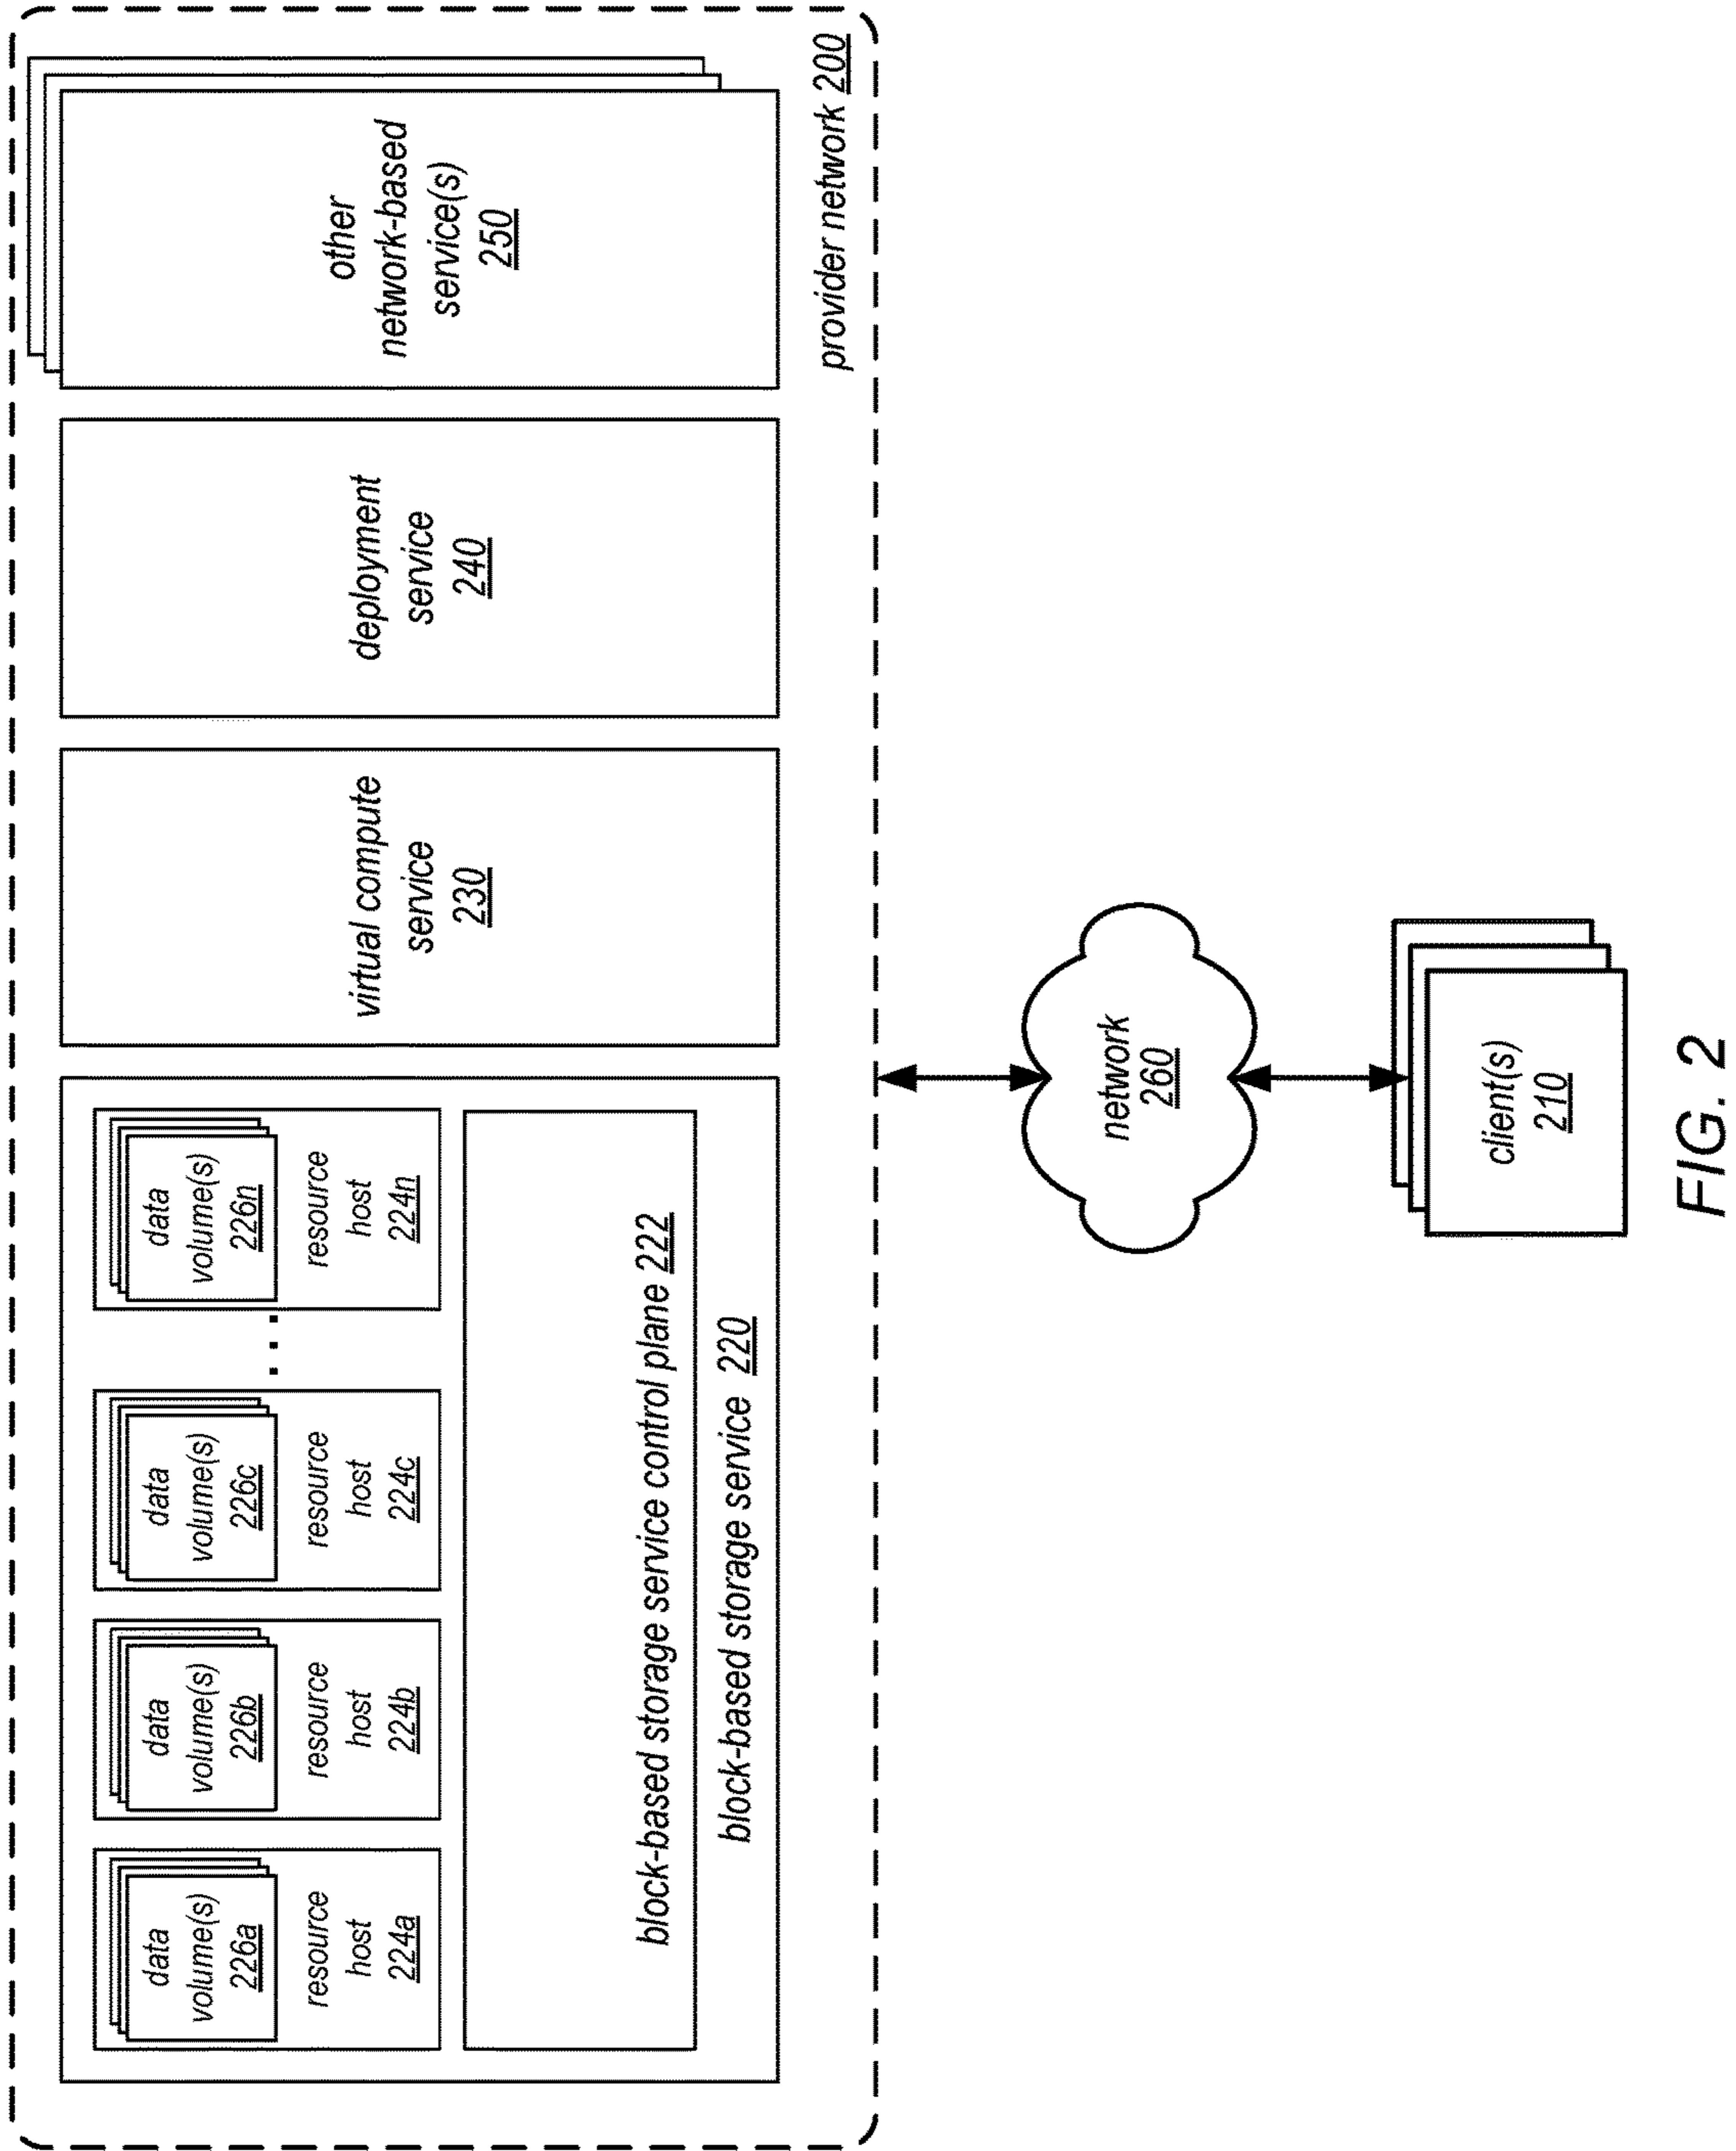 data
volume(s)
226a
resource
host
224a
data
volume(s)
226b
resource
host
224b
data
volume(s)
226c
resource
host
224c
. . .
data
volume(s)
226n
resource
host
224n
block-based storage service control plane 222
block-based storage service 220
virtual compute
service
230
deployment
service
240
other
network-based
service(s)
250
provider network 200
network
260
client(s)
210
FIG. 2